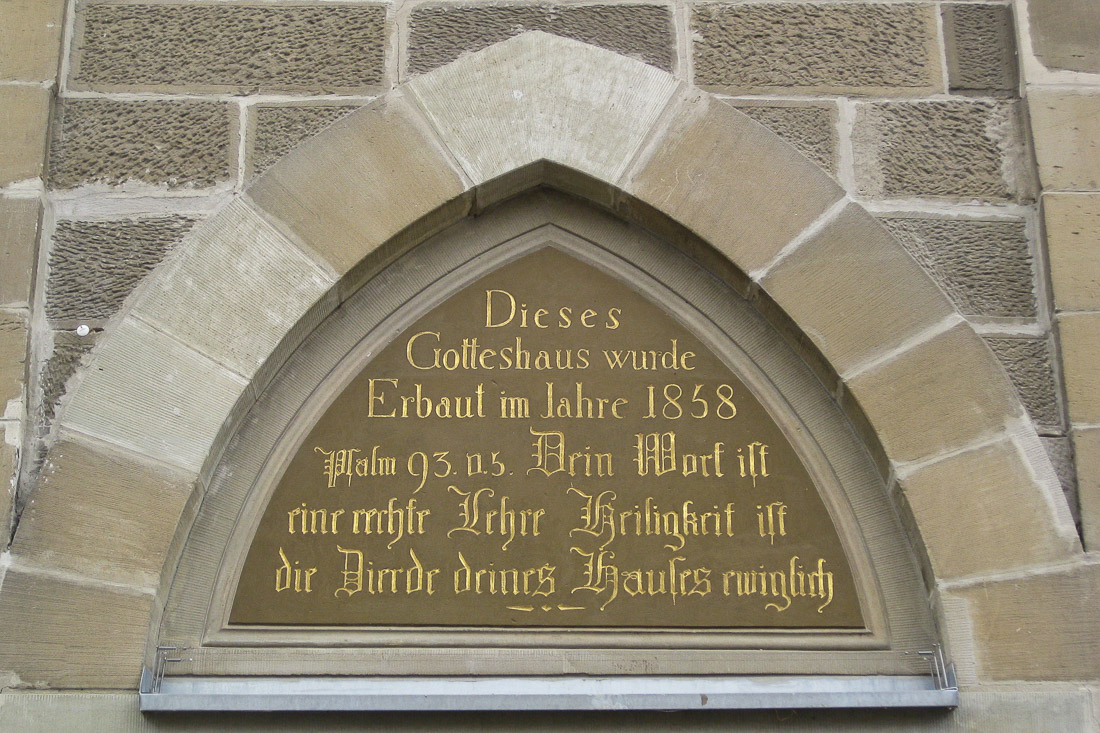 Dieses
Gotteshaus wurde
Erbaut im Jahre 1858
Psalm 93. v. 5. Dein Wort ist
eine rechte Lehre Heiligkeit ist
die Zierde deines Hauses ewiglich